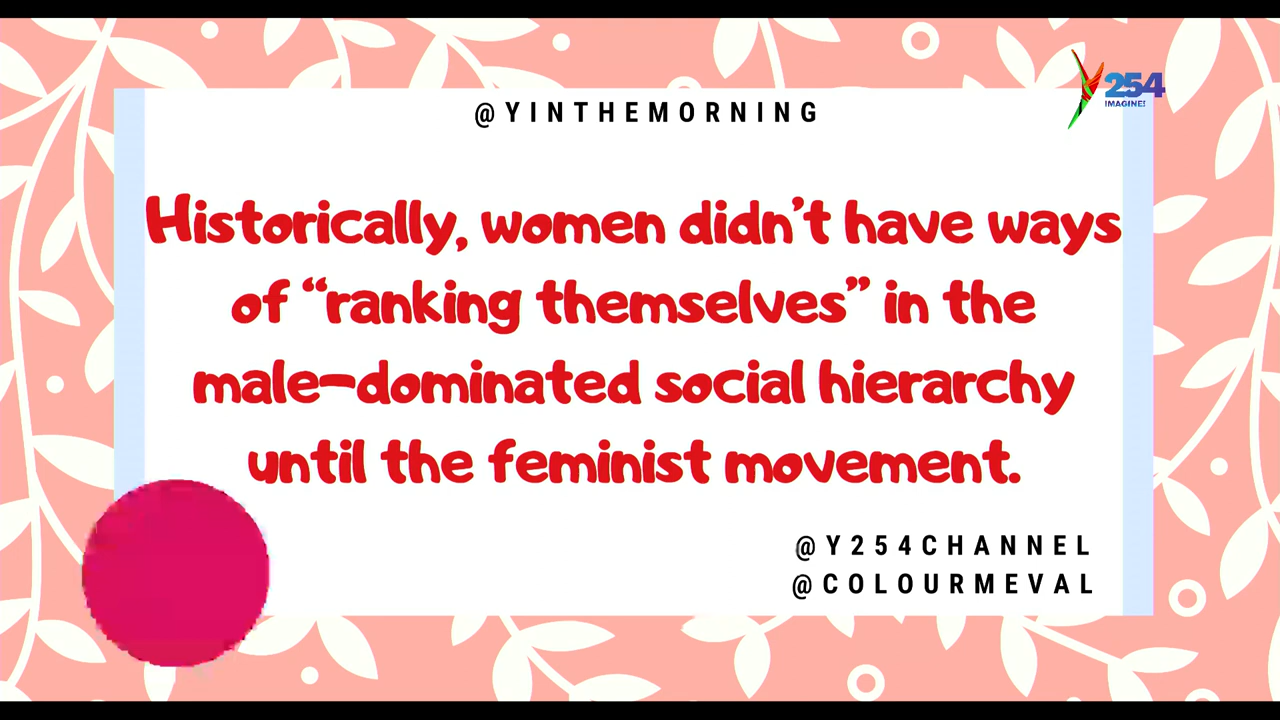 254
IMAGINE!
@YINTHEMORNING
Historically, women didn’t have ways
of “ranking themselves” in the
male-dominated social hierarchy
until the feminist movement.
@Y254CHANNEL
@COLOURMEVAL